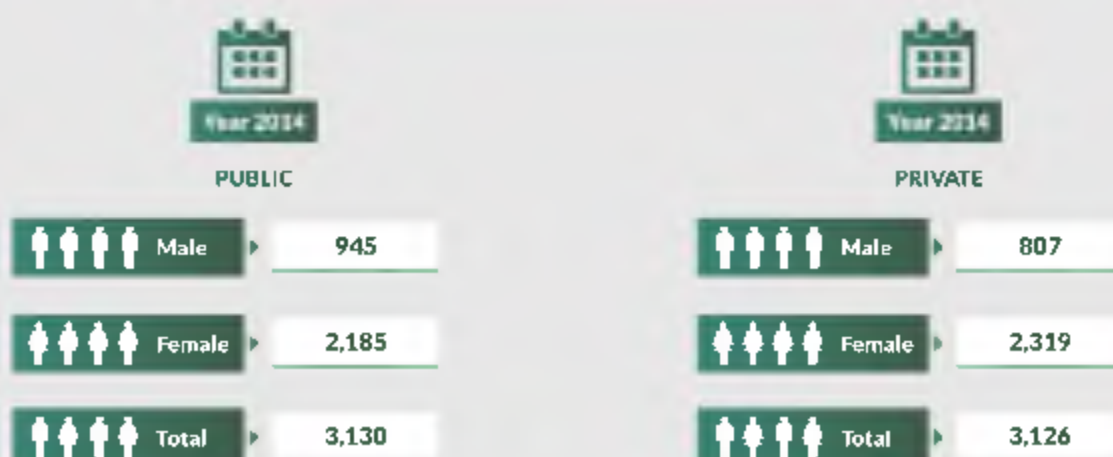 Year 2014
PUBLIC
Male 945
Female 2,185
Total 3,130
Year 2014
PRIVATE
Male 807
Female 2,319
Total 3,126